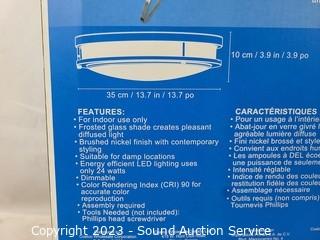 10 cm / 3.9 in / 3.9 po
35 cm / 13.7 in / 13.7 po
FEATURES:
• For indoor use only
• Frosted glass shade creates pleasant
diffused light
• Brushed nickel finish with contemporary
styling
• Suitable for damp locations
• Energy efficient LED lighting uses
only 24 watts
• Dimmable
• Color Rendering Index (CRI) 90 for
accurate color
reproduction
• Assembly required
• Tools Needed (not included):
Phillips head screwdriver
CARACTÉRISTIQUES
• Pour un usage à l'intérie
• Abat-jour en verre givré
agréable lumière diffuse
• Fini nickel brossé et style
• Convient aux endroits hum
• Les ampoules à DEL écoé
une puissance de seulemen
• Intensité réglable
• Indice de rendu des couleu
restitution fidèle des coule
• Assemblage nécessaire
• Outils requis (non compris)
Tournevis Phillips
Copyright 2023 - Sound Auction Service